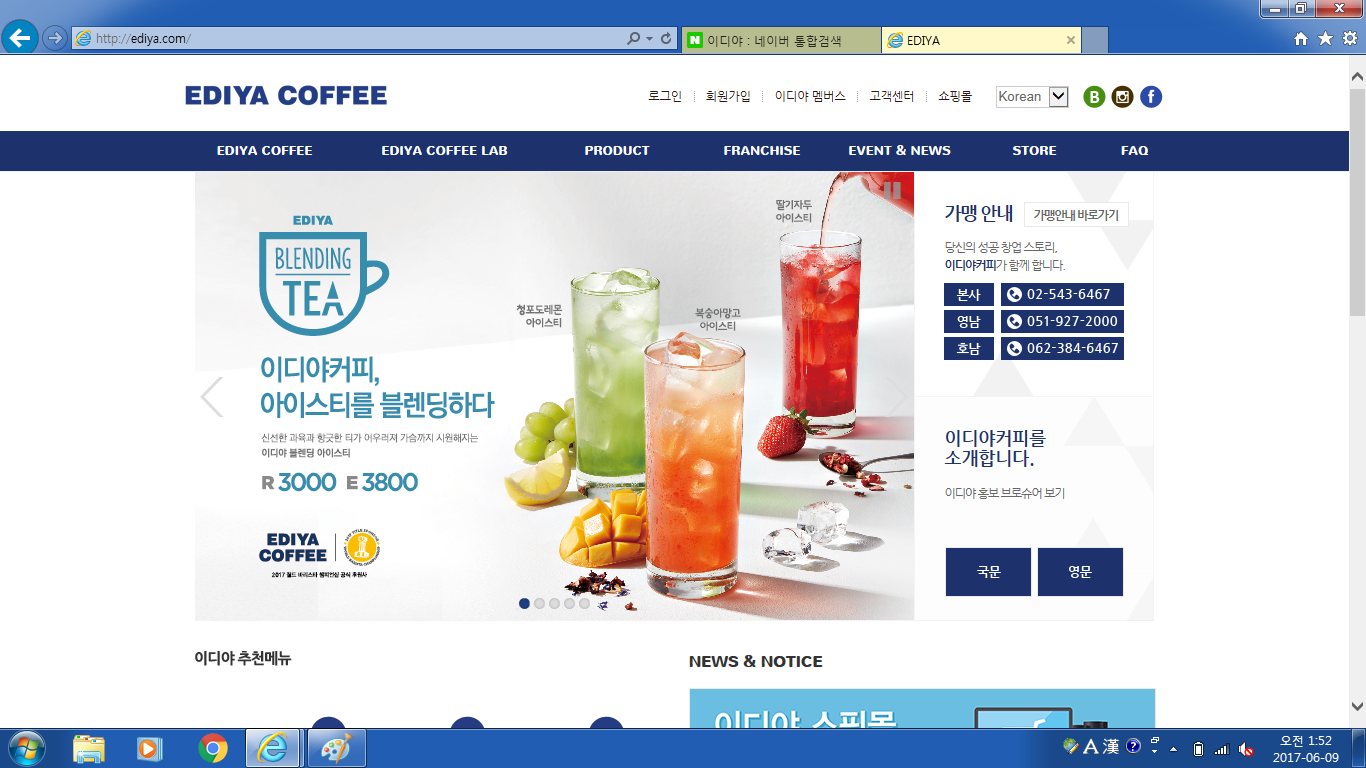 http://ediya.com/
이디야 : 네이버 통합검색
EDIYA
EDIYA COFFEE
로그인
회원가입
이디야 멤버스
고객센터
쇼핑몰
Korean
B
f
EDIYA COFFEE
EDIYA COFFEE LAB
PRODUCT
FRANCHISE
EVENT & NEWS
STORE
FAQ
EDIYA
BLENDING
TEA
이디야커피,
아이스티를 블렌딩하다
신선한 과육과 향긋한 티가 어우러져 가슴까지 시원해지는
이디야 블렌딩 아이스티
R 3000 E 3800
EDIYA
COFFEE
2017 월드 바리스타 챔피언십 공식 후원사
청포도레몬
아이스티
복숭아망고
아이스티
딸기자두
아이스티
가맹 안내
가맹안내 바로가기
당신의 성공 창업 스토리,
이디야커피가 함께 합니다.
본사 02-543-6467
영남 051-927-2000
호남 062-384-6467
이디야커피를
소개합니다.
이디야 홍보 브로슈어 보기
국문
영문
이디야 추천메뉴
NEWS & NOTICE
이디야 쇼핑몰
A 漢
오전 1:52
2017-06-09